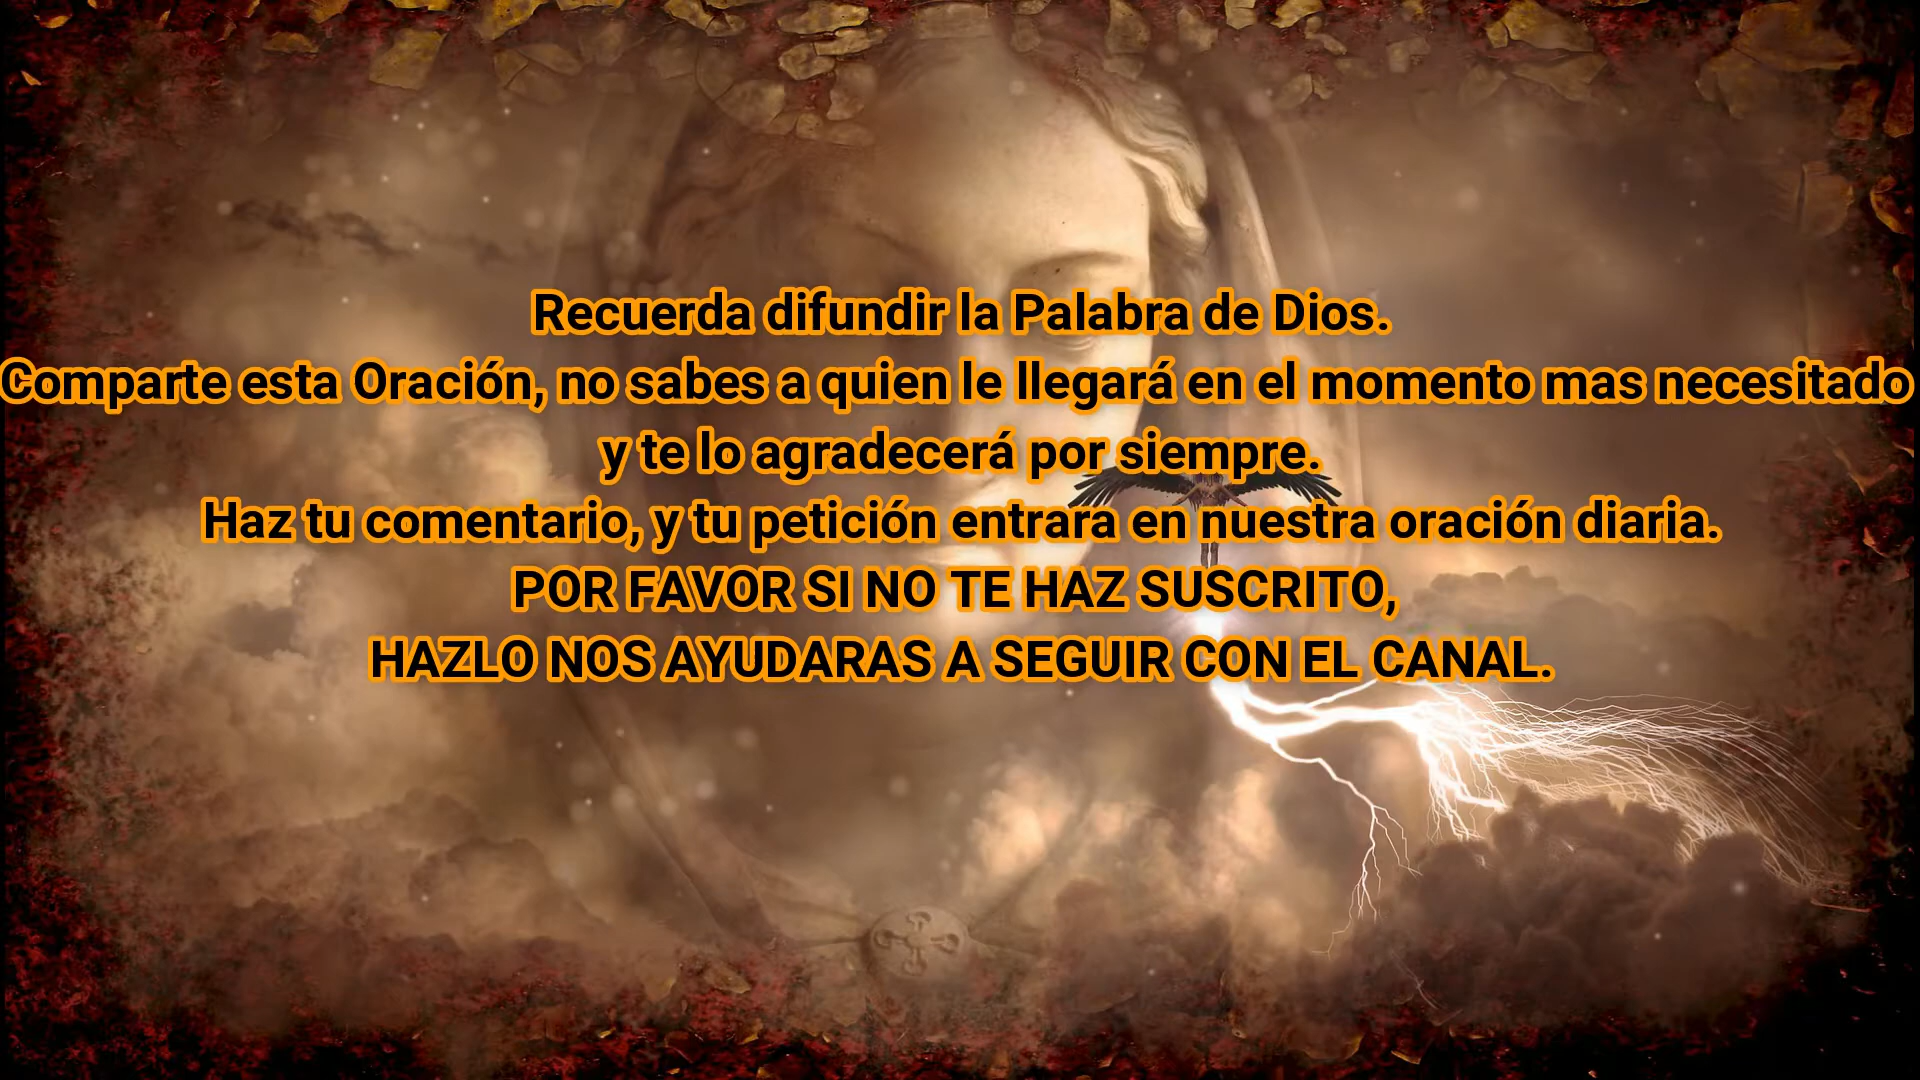 Recuerda difundir la Palabra de Dios.
Comparte esta Oración, no sabes a quien le llegará en el momento mas necesitado
y te lo agradecerá por siempre.
Haz tu comentario, y tu petición entrara en nuestra oración diaria.
POR FAVOR SI NO TE HAZ SUSCRITO,
HAZLO NOS AYUDARAS A SEGUIR CON EL CANAL.